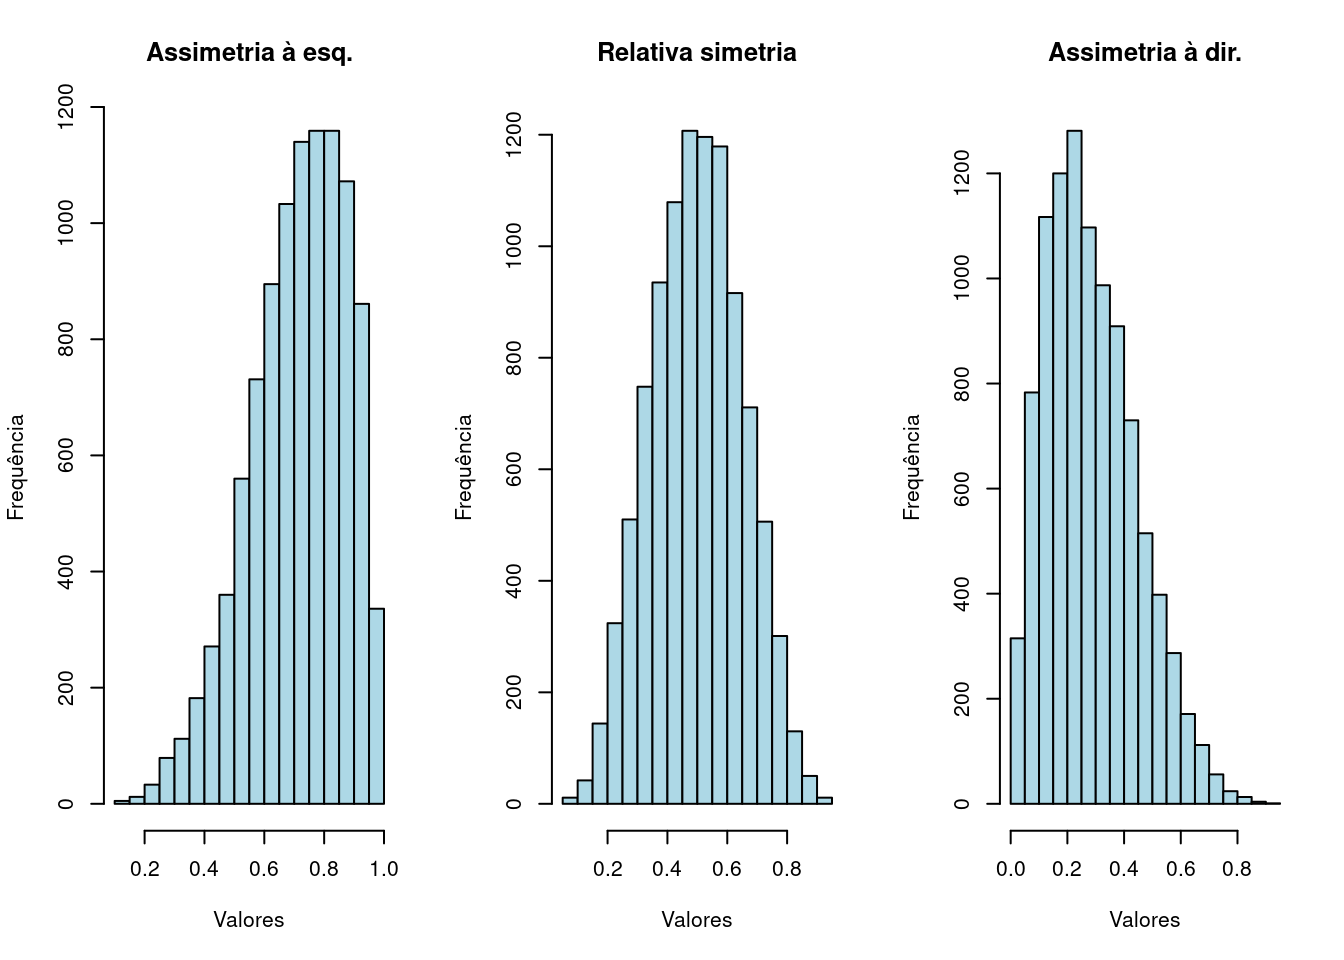 Assimetria à esq.
Frequência
1200
1000
800
600
400
200
0
0.2 0.4 0.6 0.8 1.0
Valores
Relativa simetria
Frequência
1200
1000
800
600
400
200
0
0.2 0.4 0.6 0.8
Valores
Assimetria à dir.
Frequência
1200
1000
800
600
400
200
0
0.0 0.2 0.4 0.6 0.8
Valores